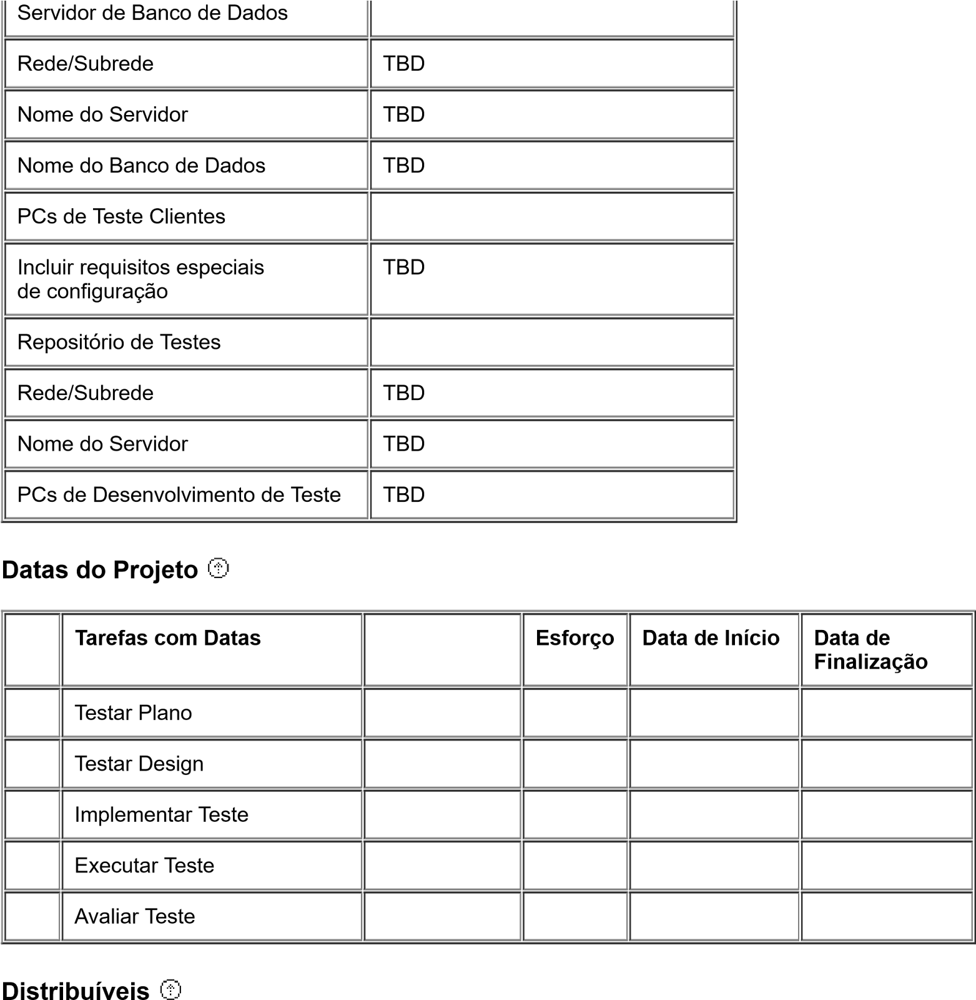 Servidor de Banco de Dados
Rede/Subrede TBD
Nome do Servidor TBD
Nome do Banco de Dados TBD
PCs de Teste Clientes
Incluir requisitos especiais TBD
de configuração
Repositório de Testes
Rede/Subrede TBD
Nome do Servidor TBD
PCs de Desenvolvimento de Teste TBD
Datas do Projeto
Tarefas com Datas Esforço Data de Início Data de
Finalização
Testar Plano
Testar Design
Implementar Teste
Executar Teste
Avaliar Teste
Distribuíveis